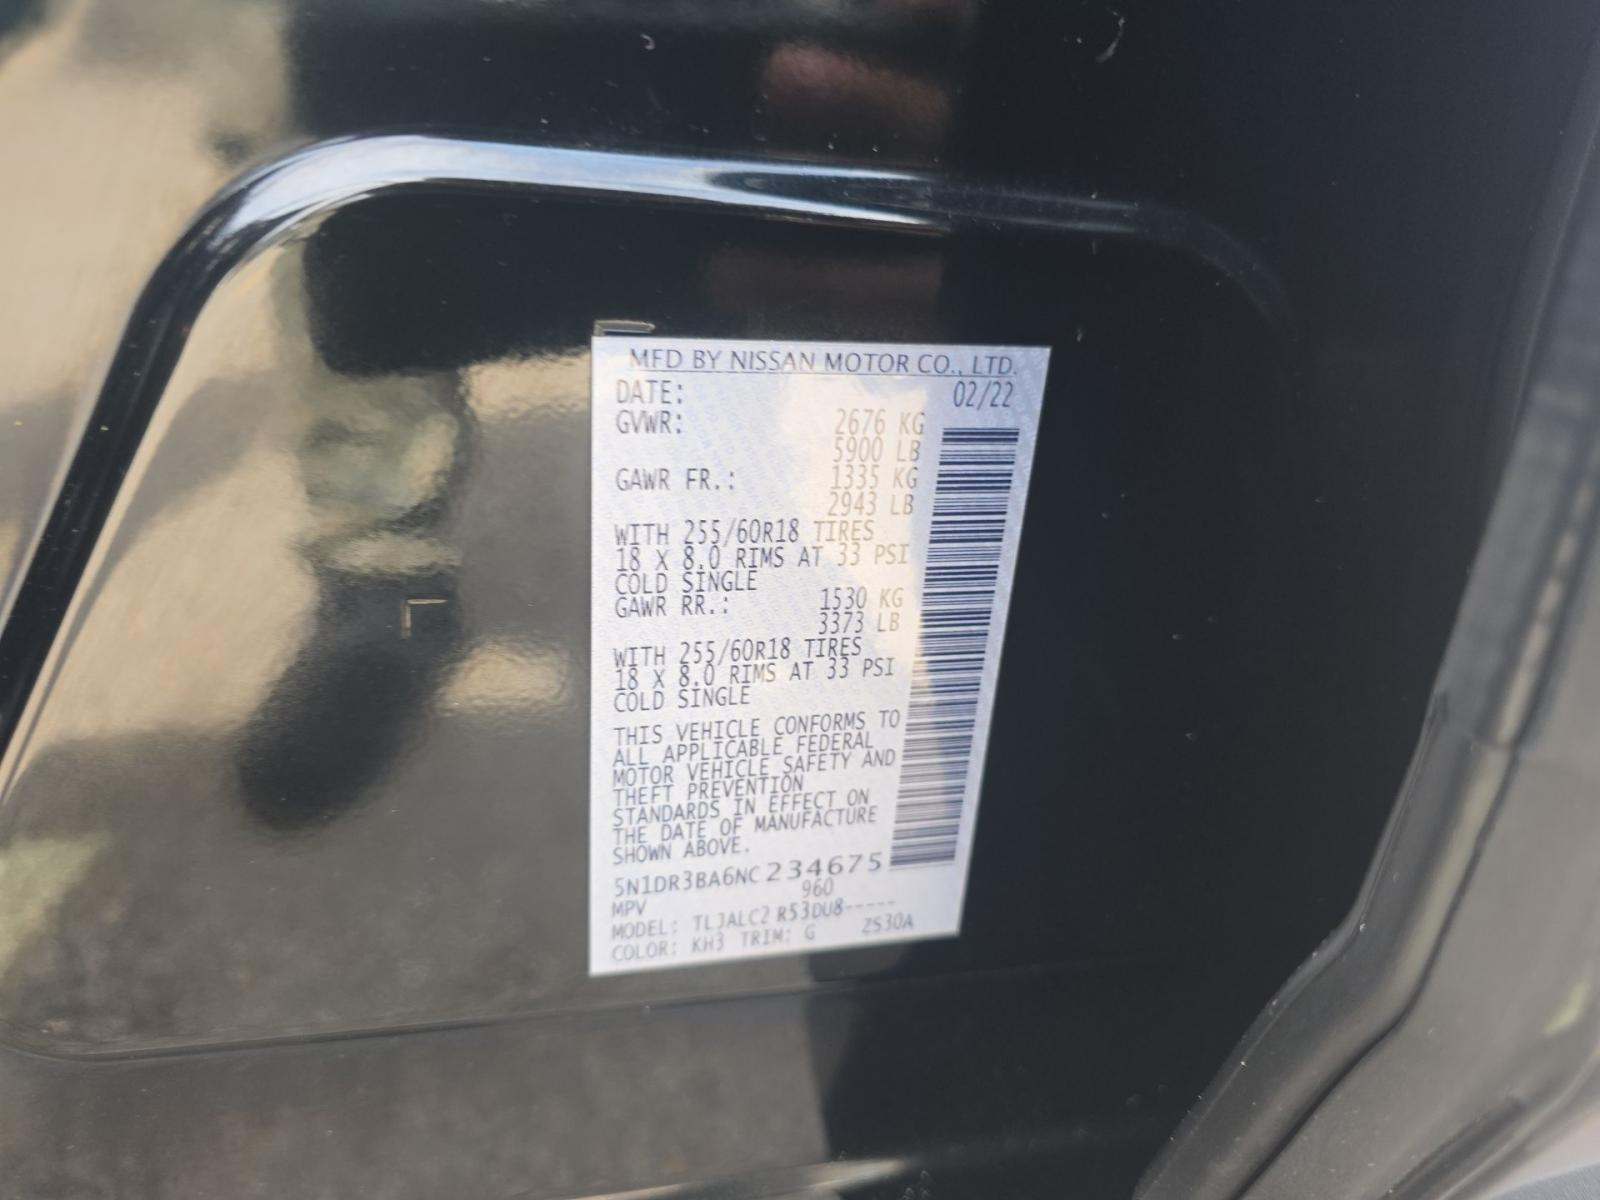 MFD BY NISSAN MOTOR CO., LTD.
DATE: 02/22
GVWR: 2676 KG
5900 LB
GAWR FR.: 1335 KG
2943 LB
WITH 255/60R18 TIRES
18 X 8.0 RIMS AT 33 PSI
COLD SINGLE
GAWR RR.: 1530 KG
3373 LB
WITH 255/60R18 TIRES
18 X 8.0 RIMS AT 33 PSI
COLD SINGLE
THIS VEHICLE CONFORMS TO
ALL APPLICABLE FEDERAL
MOTOR VEHICLE SAFETY AND
THEFT PREVENTION
STANDARDS IN EFFECT ON
THE DATE OF MANUFACTURE
SHOWN ABOVE.
5N1DR3BA6NC234675
MPV 960
MODEL: TLJALC2 R53DU8-----
COLOR: KH3 TRIM: G ZS30A